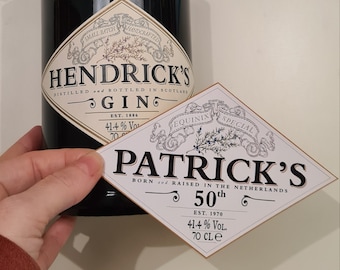 SMALL BATCH HANDCRAFTED
HENDRICK'S
DISTILLED AND BOTTLED IN SCOTLAND
GIN
EST. 1886
41.4% VOL
70
EQUINIX SPECIAL
PATRICK'S
BORN AND RAISED IN THE NETHERLANDS
50th
EST. 1970
41.4% VOL
70 CL e